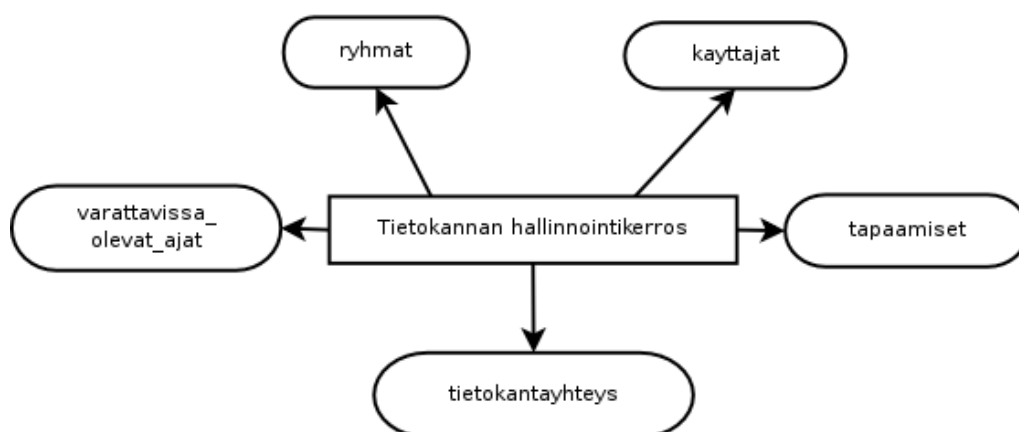 ryhmat
kayttajat
varattavissa_
olevat_ajat
Tietokannan hallinnointikerros
tapaamiset
tietokantayhteys